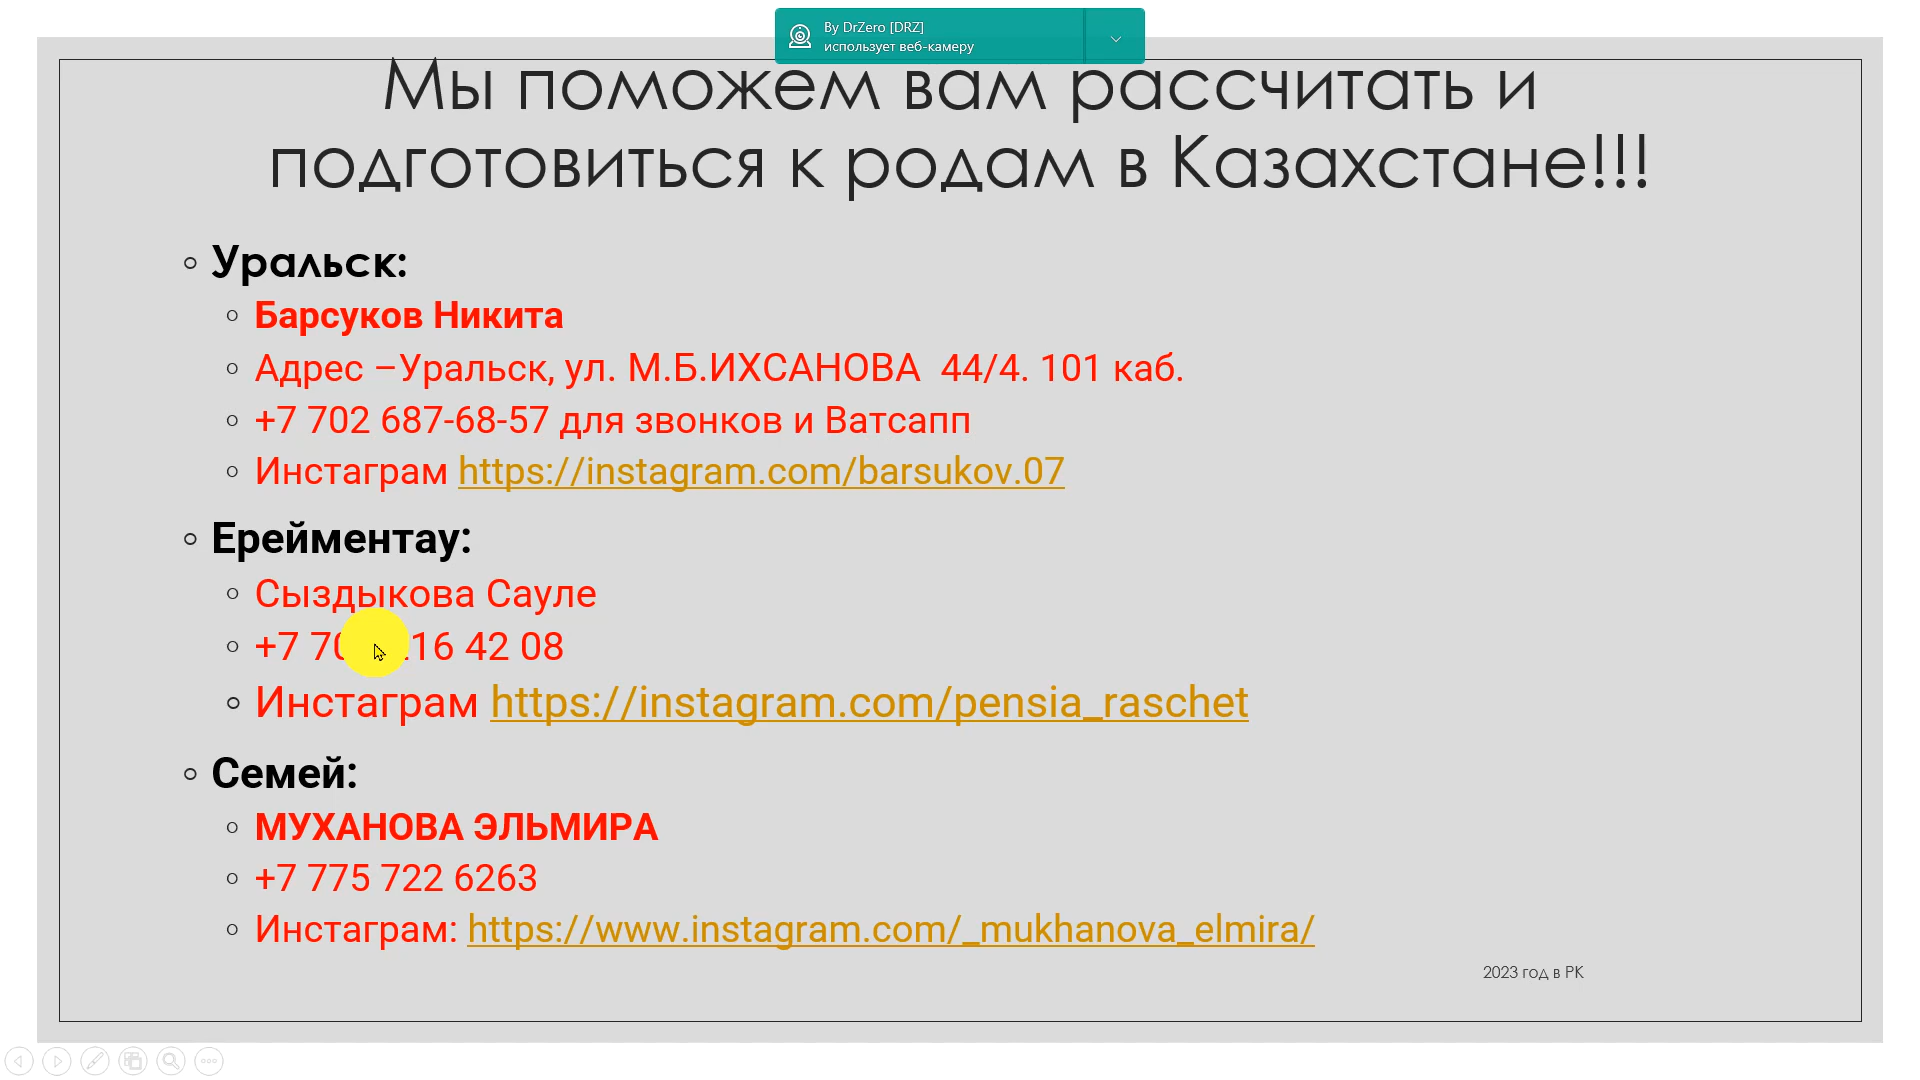 By DrZero [DRZ]
использует веб-камеру
Мы поможем вам рассчитать и
подготовиться к родам в Казахстане!!!
Уральск:
Барсуков Никита
Адрес –Уральск, ул. М.Б.ИХСАНОВА 44/4. 101 каб.
+7 702 687-68-57 для звонков и Ватсапп
Инстаграм https://instagram.com/barsukov.07
Ерейментау:
Сыздыкова Сауле
+7 42 08
Инстаграм https://instagram.com/pensia_raschet
Семей:
МУХАНОВА ЭЛЬМИРА
+7 775 722 6263
Инстаграм: https://www.instagram.com/_mukhanova_elmira/
2023 год в РК